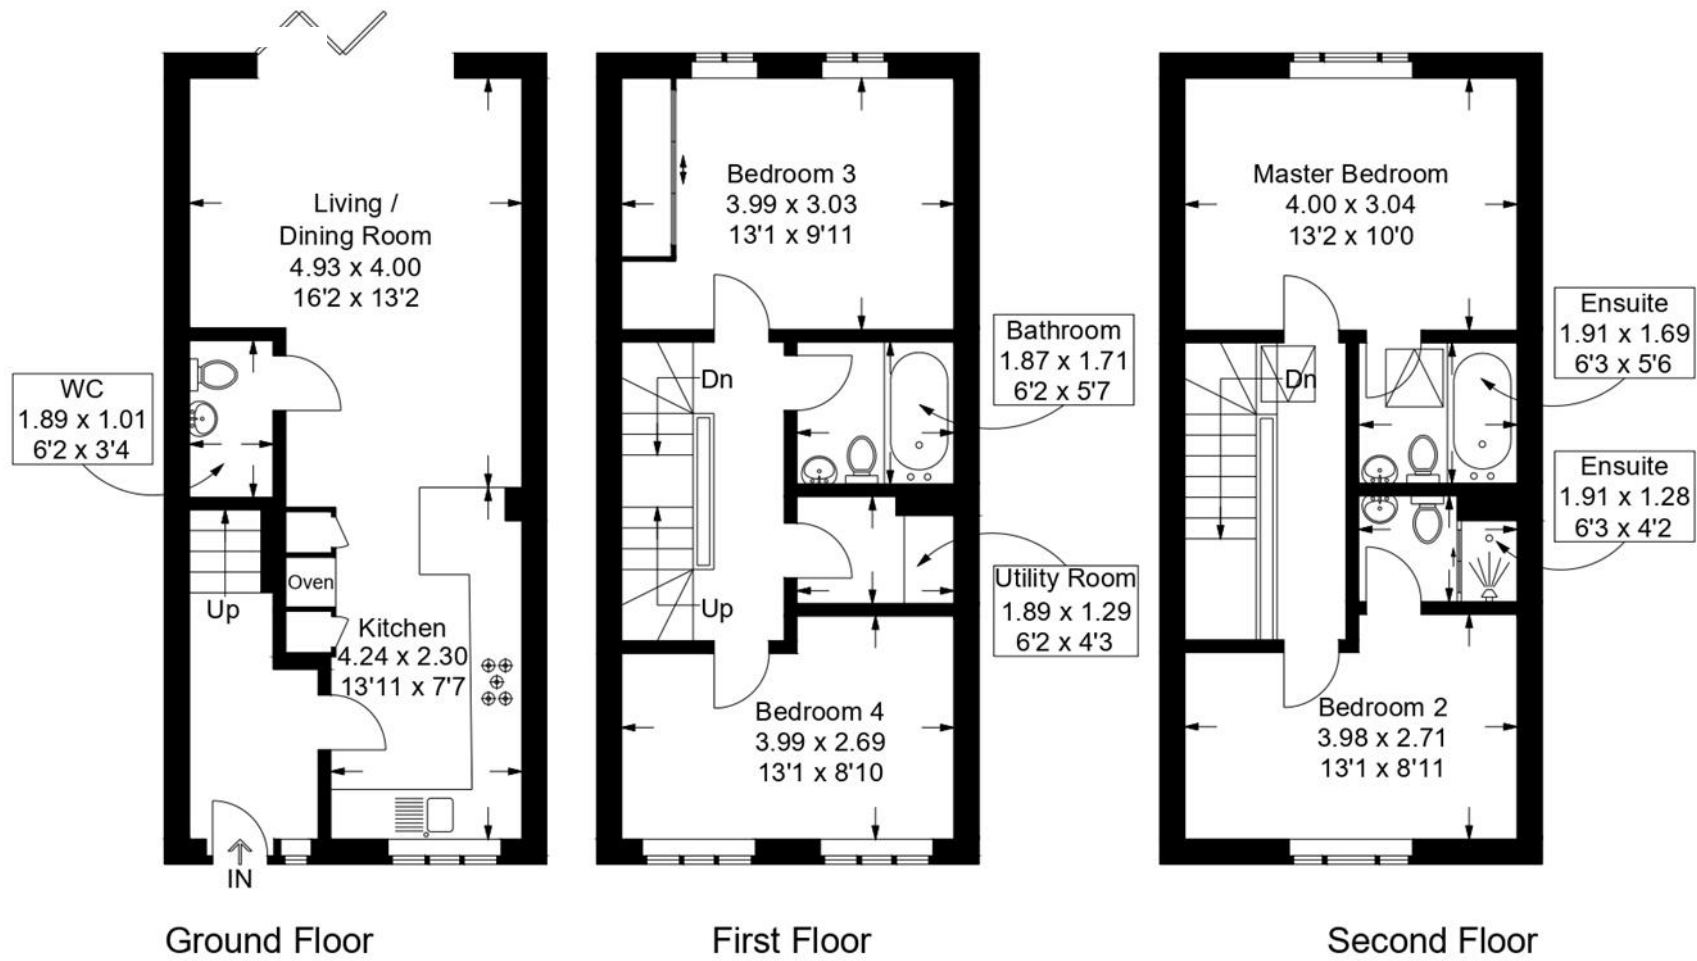 Living /
Dining Room
4.93 x 4.00
16'2 x 13'2
WC
1.89 x 1.01
6'2 x 3'4
Up
Oven
Kitchen
4.24 x 2.30
13'11 x 7'7
IN
Ground Floor
Bedroom 3
3.99 x 3.03
13'1 x 9'11
Dn
Up
Bathroom
1.87 x 1.71
6'2 x 5'7
Utility Room
1.89 x 1.29
6'2 x 4'3
Bedroom 4
3.99 x 2.69
13'1 x 8'10
First Floor
Master Bedroom
4.00 x 3.04
13'2 x 10'0
Dn
Ensuite
1.91 x 1.69
6'3 x 5'6
Ensuite
1.91 x 1.28
6'3 x 4'2
Bedroom 2
3.98 x 2.71
13'1 x 8'11
Second Floor